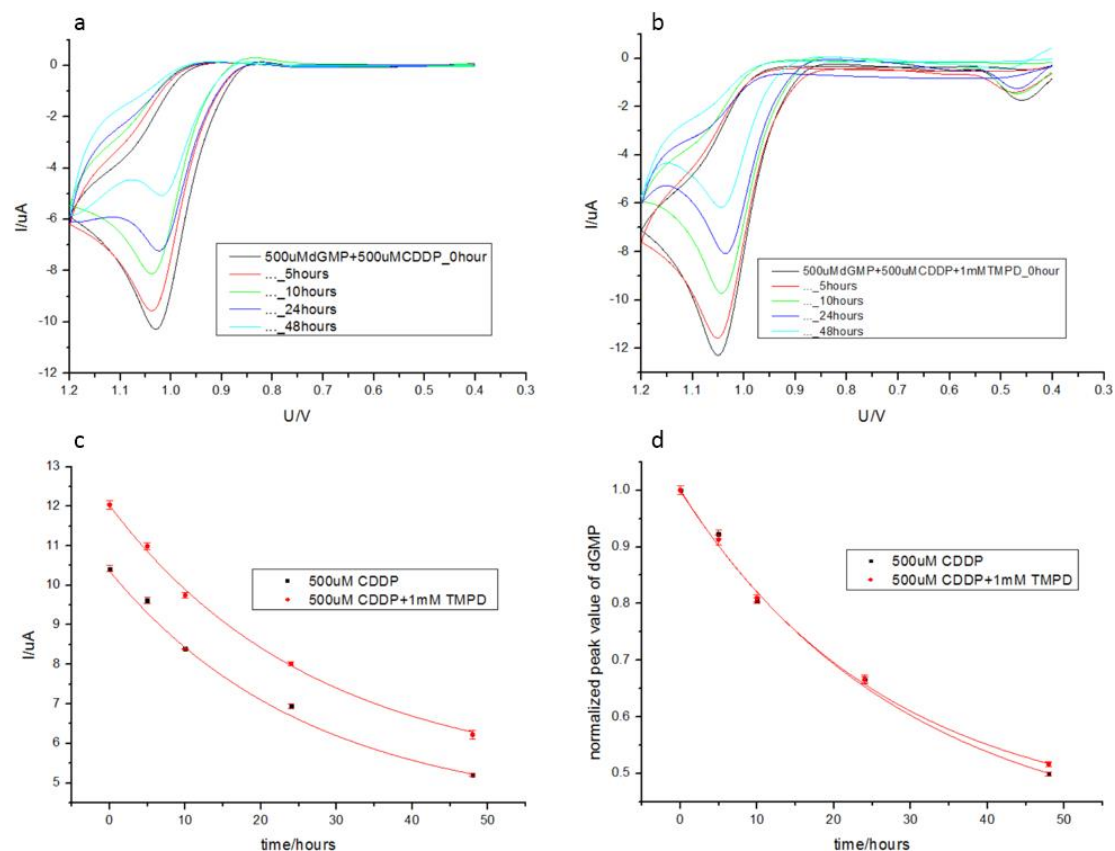 a
0
-2
-4
-6
-8
-10
-12
I/uA
1.2 1.1 1.0 0.9 0.8 0.7 0.6 0.5 0.4 0.3
U/V
500uMdGMP+500uMCDDP_0hour
..._5hours
..._10hours
..._24hours
..._48hours
b
0
-2
-4
-6
-8
-10
-12
I/uA
1.2 1.1 1.0 0.9 0.8 0.7 0.6 0.5 0.4 0.3
U/V
500uMdGMP+500uMCDDP+1mMTMPD_0hour
..._5hours
..._10hours
..._24hours
..._48hours
c
13
12
11
10
9
8
7
6
5
I/uA
0 10 20 30 40 50
time/hours
500uM CDDP
500uM CDDP+1mM TMPD
d
1.0
0.9
0.8
0.7
0.6
0.5
normalized peak value of dGMP
0 10 20 30 40 50
time/hours
500uM CDDP
500uM CDDP+1mM TMPD